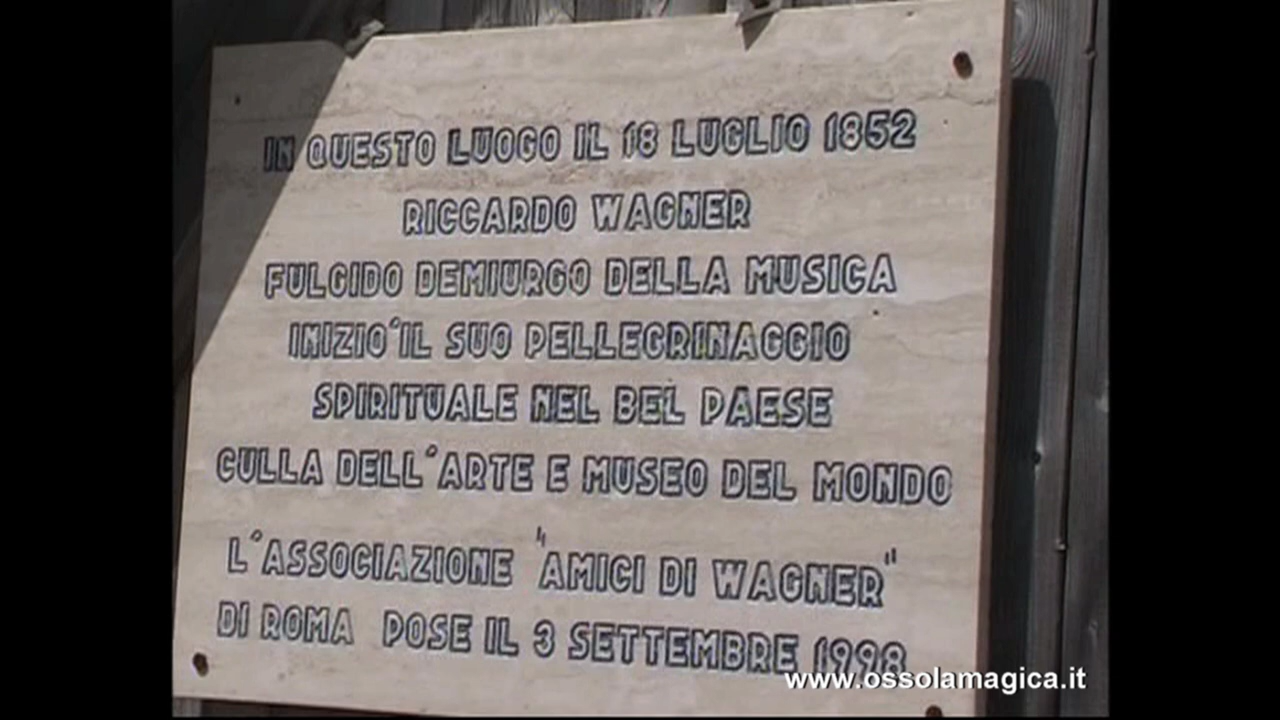 IN QUESTO LUOGO IL 18 LUGLIO 1852
RICCARDO WAGNER
FULGIDO DEMIURGO DELLA MUSICA
INIZIO'IL SUO PELLEGRINAGGIO
SPIRITUALE NEL BEL PAESE
CULLA DELL'ARTE E MUSEO DEL MONDO
L'ASSOCIAZIONE "AMICI DI WAGNER"
DI ROMA POSE IL 3 SETTEMBRE 1998
www.ossolamagica.it